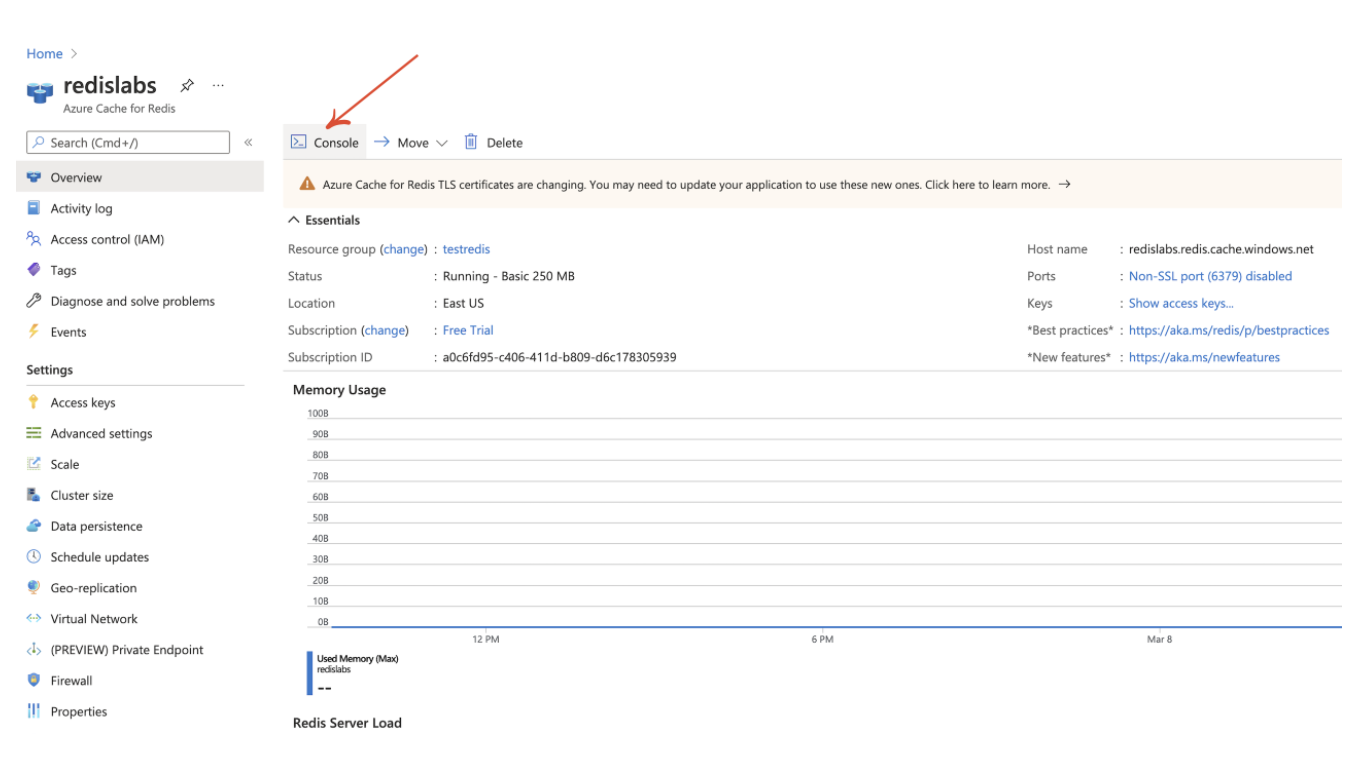 Home >
redislabs ...
Azure Cache for Redis
Search (Cmd+/) «
Overview
Activity log
Access control (IAM)
Tags
Diagnose and solve problems
Events
Settings
Access keys
Advanced settings
Scale
Cluster size
Data persistence
Schedule updates
Geo-replication
Virtual Network
(PREVIEW) Private Endpoint
Firewall
Properties
Console Move Delete
Azure Cache for Redis TLS certificates are changing. You may need to update your application to use these new ones. Click here to learn more. →
Essentials
Resource group (change) : testredis
Status : Running - Basic 250 MB
Location : East US
Subscription (change) : Free Trial
Subscription ID : a0c6fd95-c406-411d-b809-d6c178305939
Host name : redislabs.redis.cache.windows.net
Ports : Non-SSL port (6379) disabled
Keys : Show access keys...
*Best practices* : https://aka.ms/redis/p/bestpractices
*New features* : https://aka.ms/newfeatures
Memory Usage
100B
90B
80B
70B
60B
50B
40B
30B
20B
10B
0B
12 PM 6 PM Mar 8
Used Memory (Max)
redislabs
--
Redis Server Load